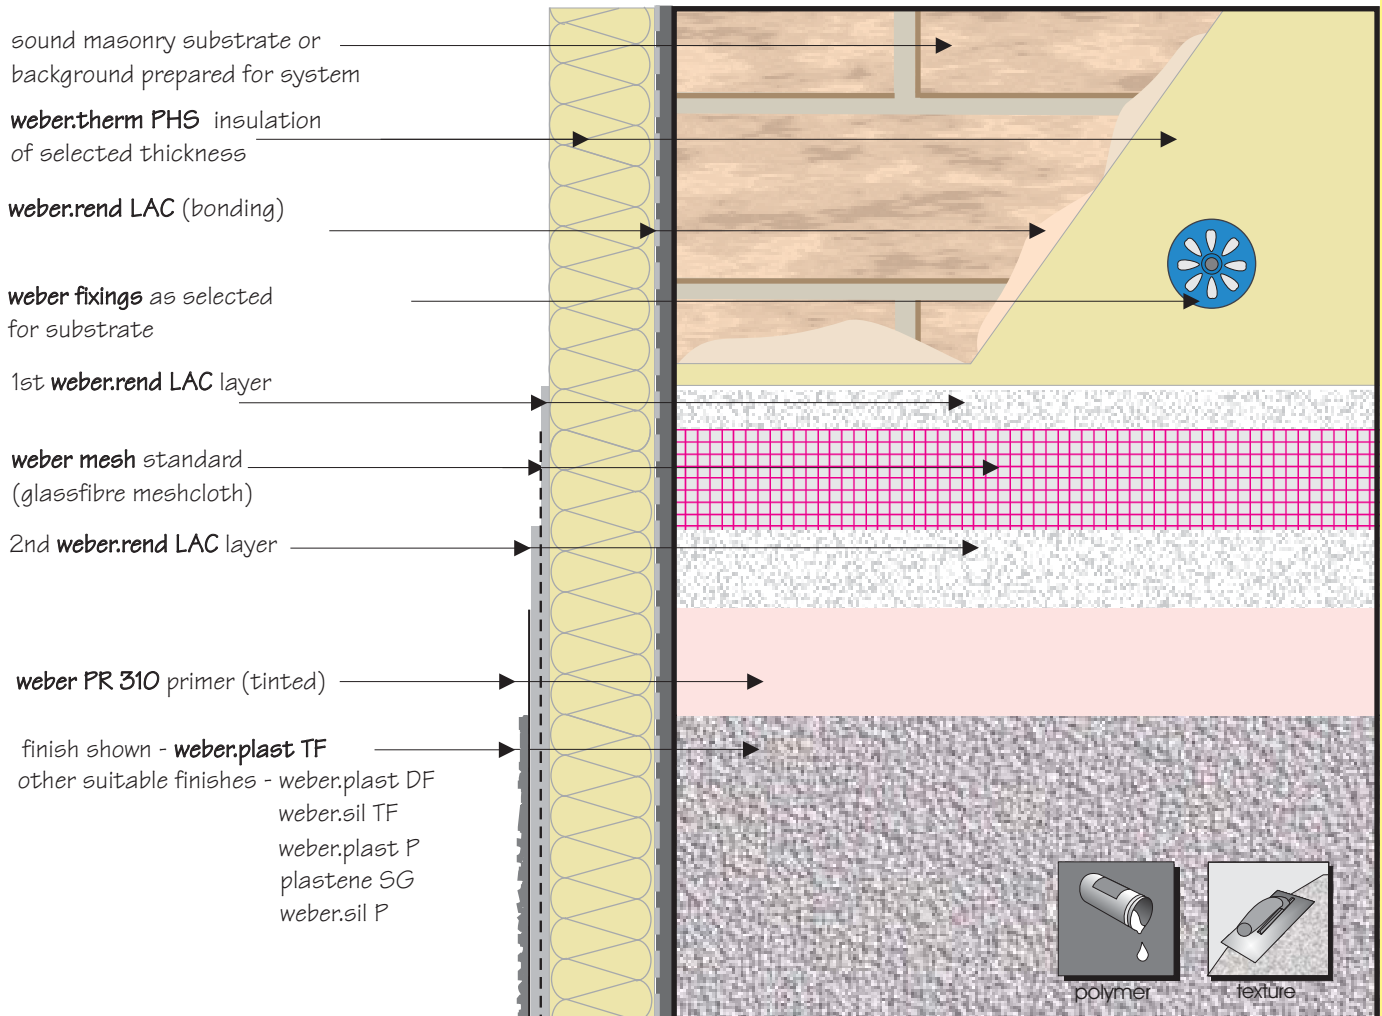 sound masonry substrate or
background prepared for system
weber.therm PHS insulation
of selected thickness
weber.rend LAC (bonding)
weber fixings as selected
for substrate
1st weber.rend LAC layer
weber mesh standard
(glassfibre meshcloth)
2nd weber.rend LAC layer
weber PR 310 primer (tinted)
finish shown - weber.plast TF
other suitable finishes - weber.plast DF
weber.sil TF
weber.plast P
plastene SG
weber.sil P
polymer
texture